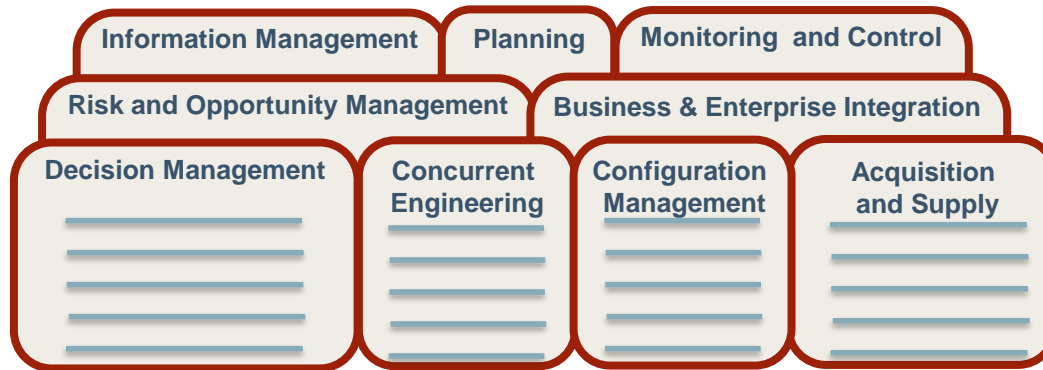 Information Management
Planning
Monitoring and Control
Risk and Opportunity Management
Business & Enterprise Integration
Decision Management
Concurrent
Engineering
Configuration
Management
Acquisition
and Supply